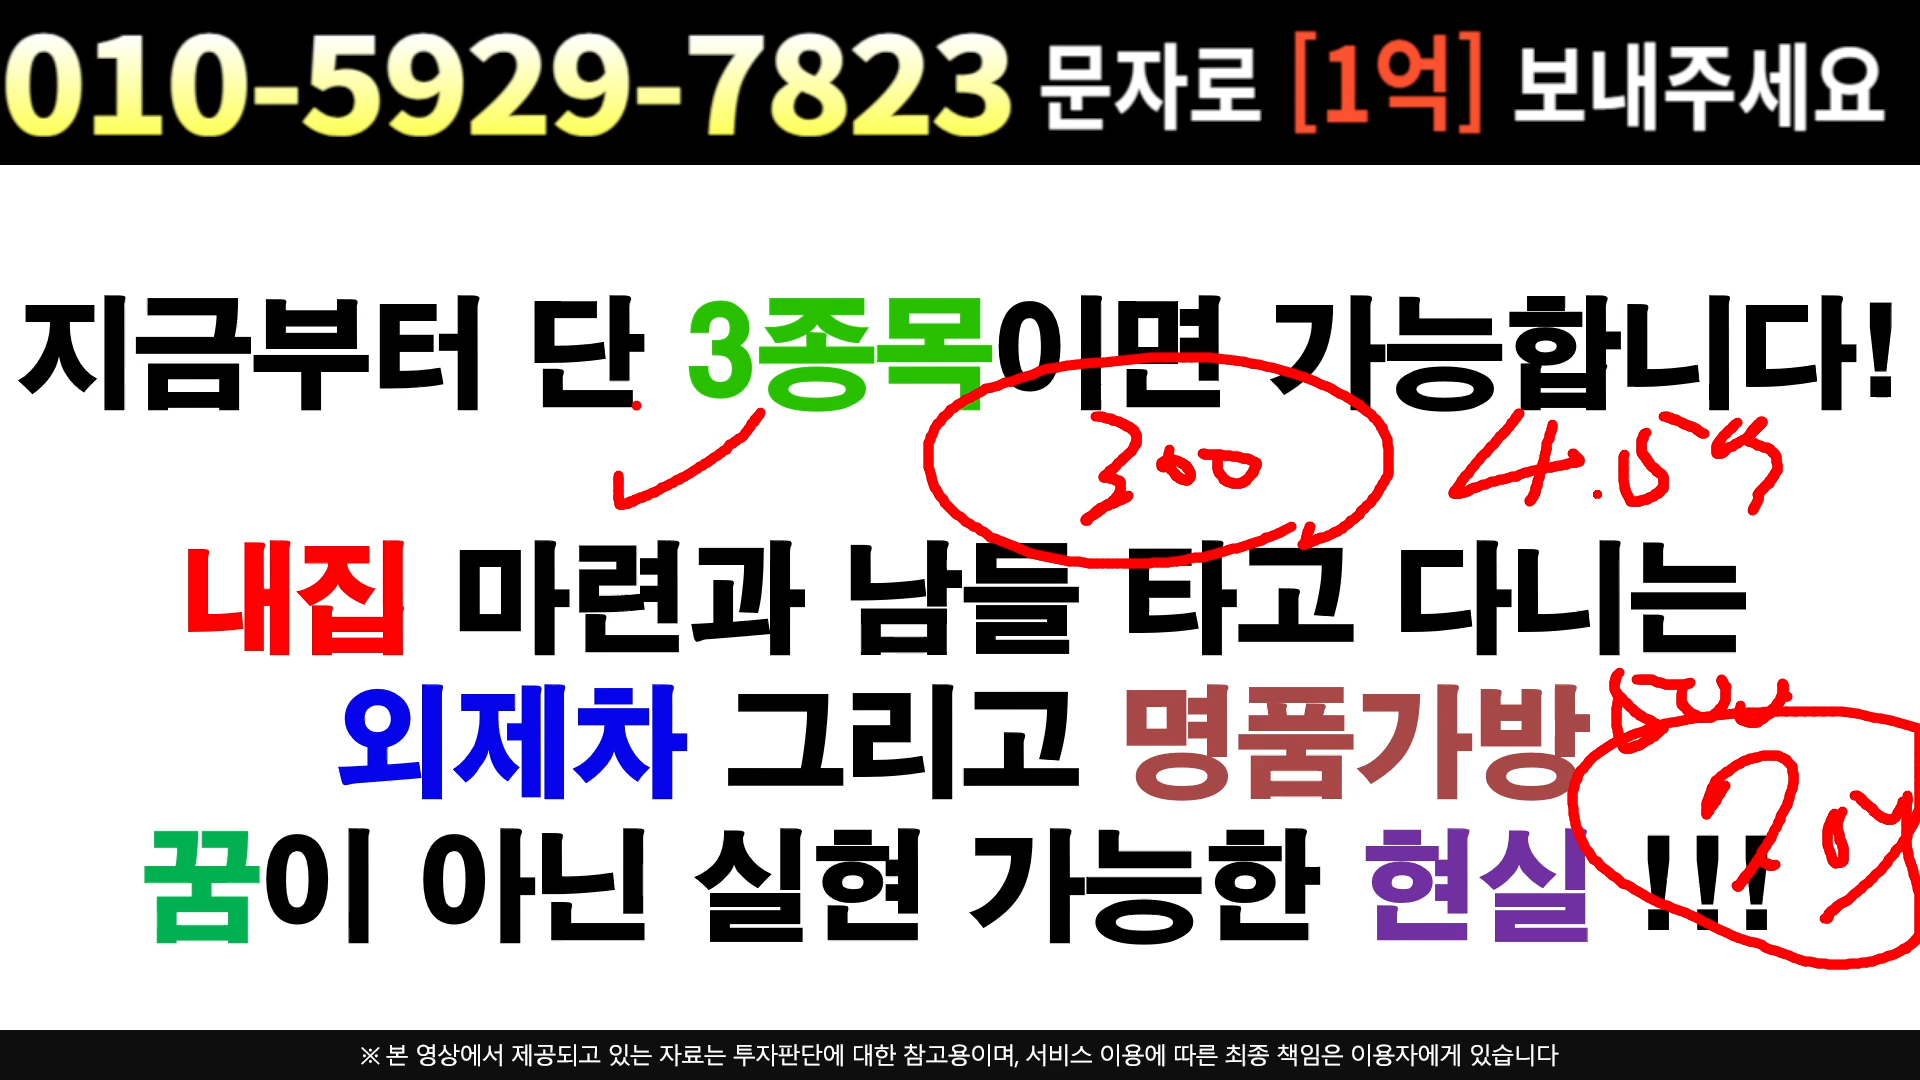 010-5929-7823 문자로 [1억] 보내주세요
지금부터 단 3종목이면 가능합니다!
300
내집 마련과 남들 타고 다니는
외제차 그리고 명품가방
꿈이 아닌 실현 가능한 현실 !!!
※ 본 영상에서 제공되고 있는 자료는 투자판단에 대한 참고용이며, 서비스 이용에 따른 최종 책임은 이용자에게 있습니다